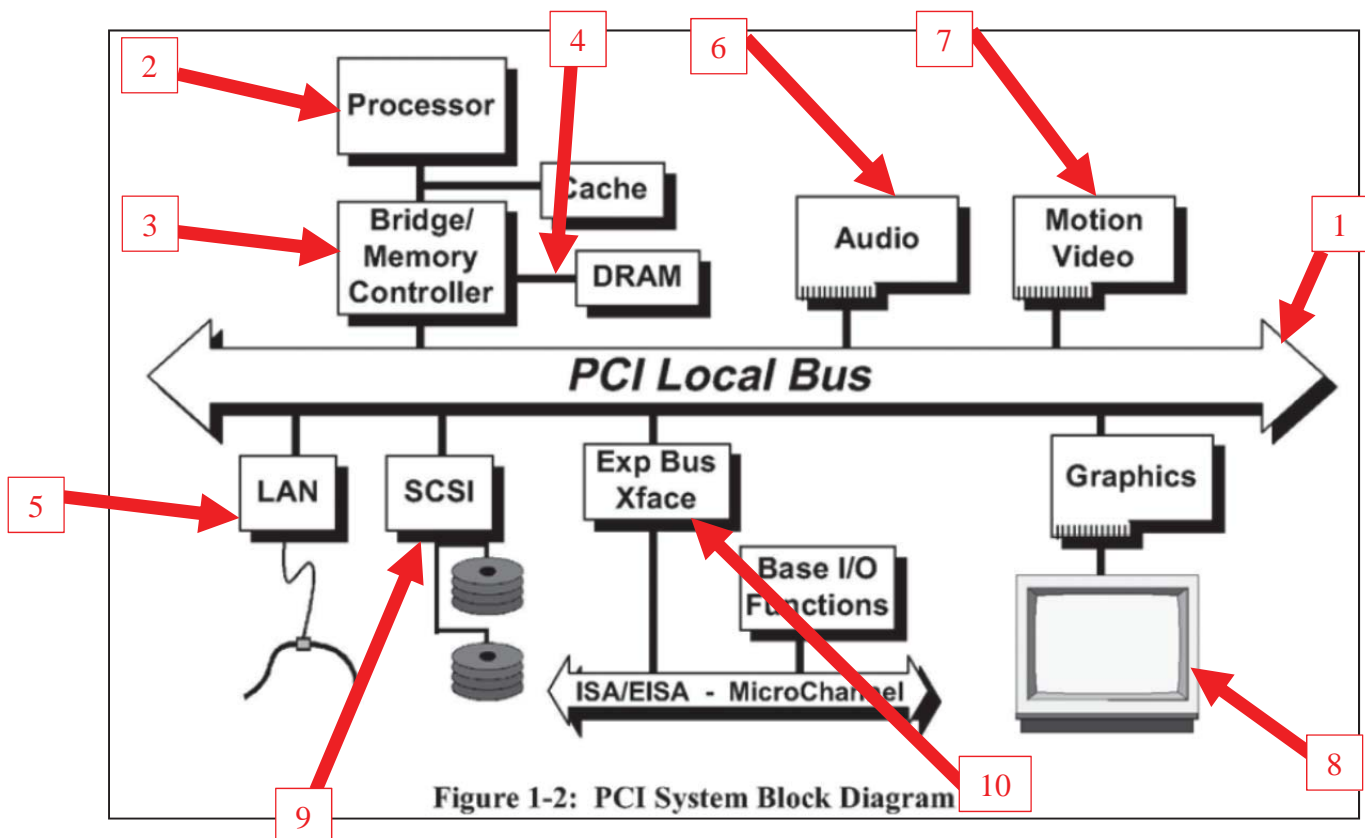 2
4
6
7
Processor
Cache
3
Bridge/
Memory
Controller
DRAM
Audio
Motion
Video
1
PCI Local Bus
5
LAN
SCSI
Exp Bus
Xface
Graphics
Base I/O
Functions
ISA/EISA - MicroChannel
8
9
10
Figure 1-2: PCI System Block Diagram